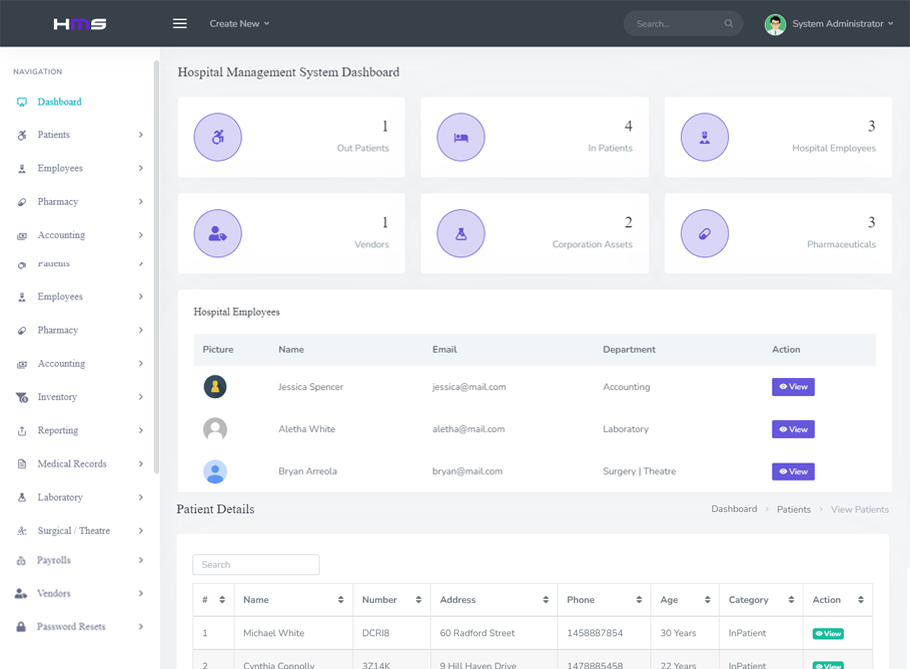 HMS
Create New
Search...
System Administrator
NAVIGATION
Dashboard
Patients
Employees
Pharmacy
Accounting
Patients
Employees
Pharmacy
Accounting
Inventory
Reporting
Medical Records
Laboratory
Surgical / Theatre
Payrolls
Vendors
Password Resets
Hospital Management System Dashboard
1
Out Patients
4
In Patients
3
Hospital Employees
1
Vendors
2
Corporation Assets
3
Pharmaceuticals
Hospital Employees
Picture Name Email Department Action
Jessica Spencer jessica@mail.com Accounting View
Aletha White aletha@mail.com Laboratory View
Bryan Arreola bryan@mail.com Surgery | Theatre View
Patient Details
Dashboard > Patients > View Patients
Search
# Name Number Address Phone Age Category Action
1 Michael White DCRI8 60 Radford Street 1458887854 30 Years InPatient View
2 Cynthia Connolly 3Z14K 9 Hill Haven Drive 1478885458 22 Years InPatient View